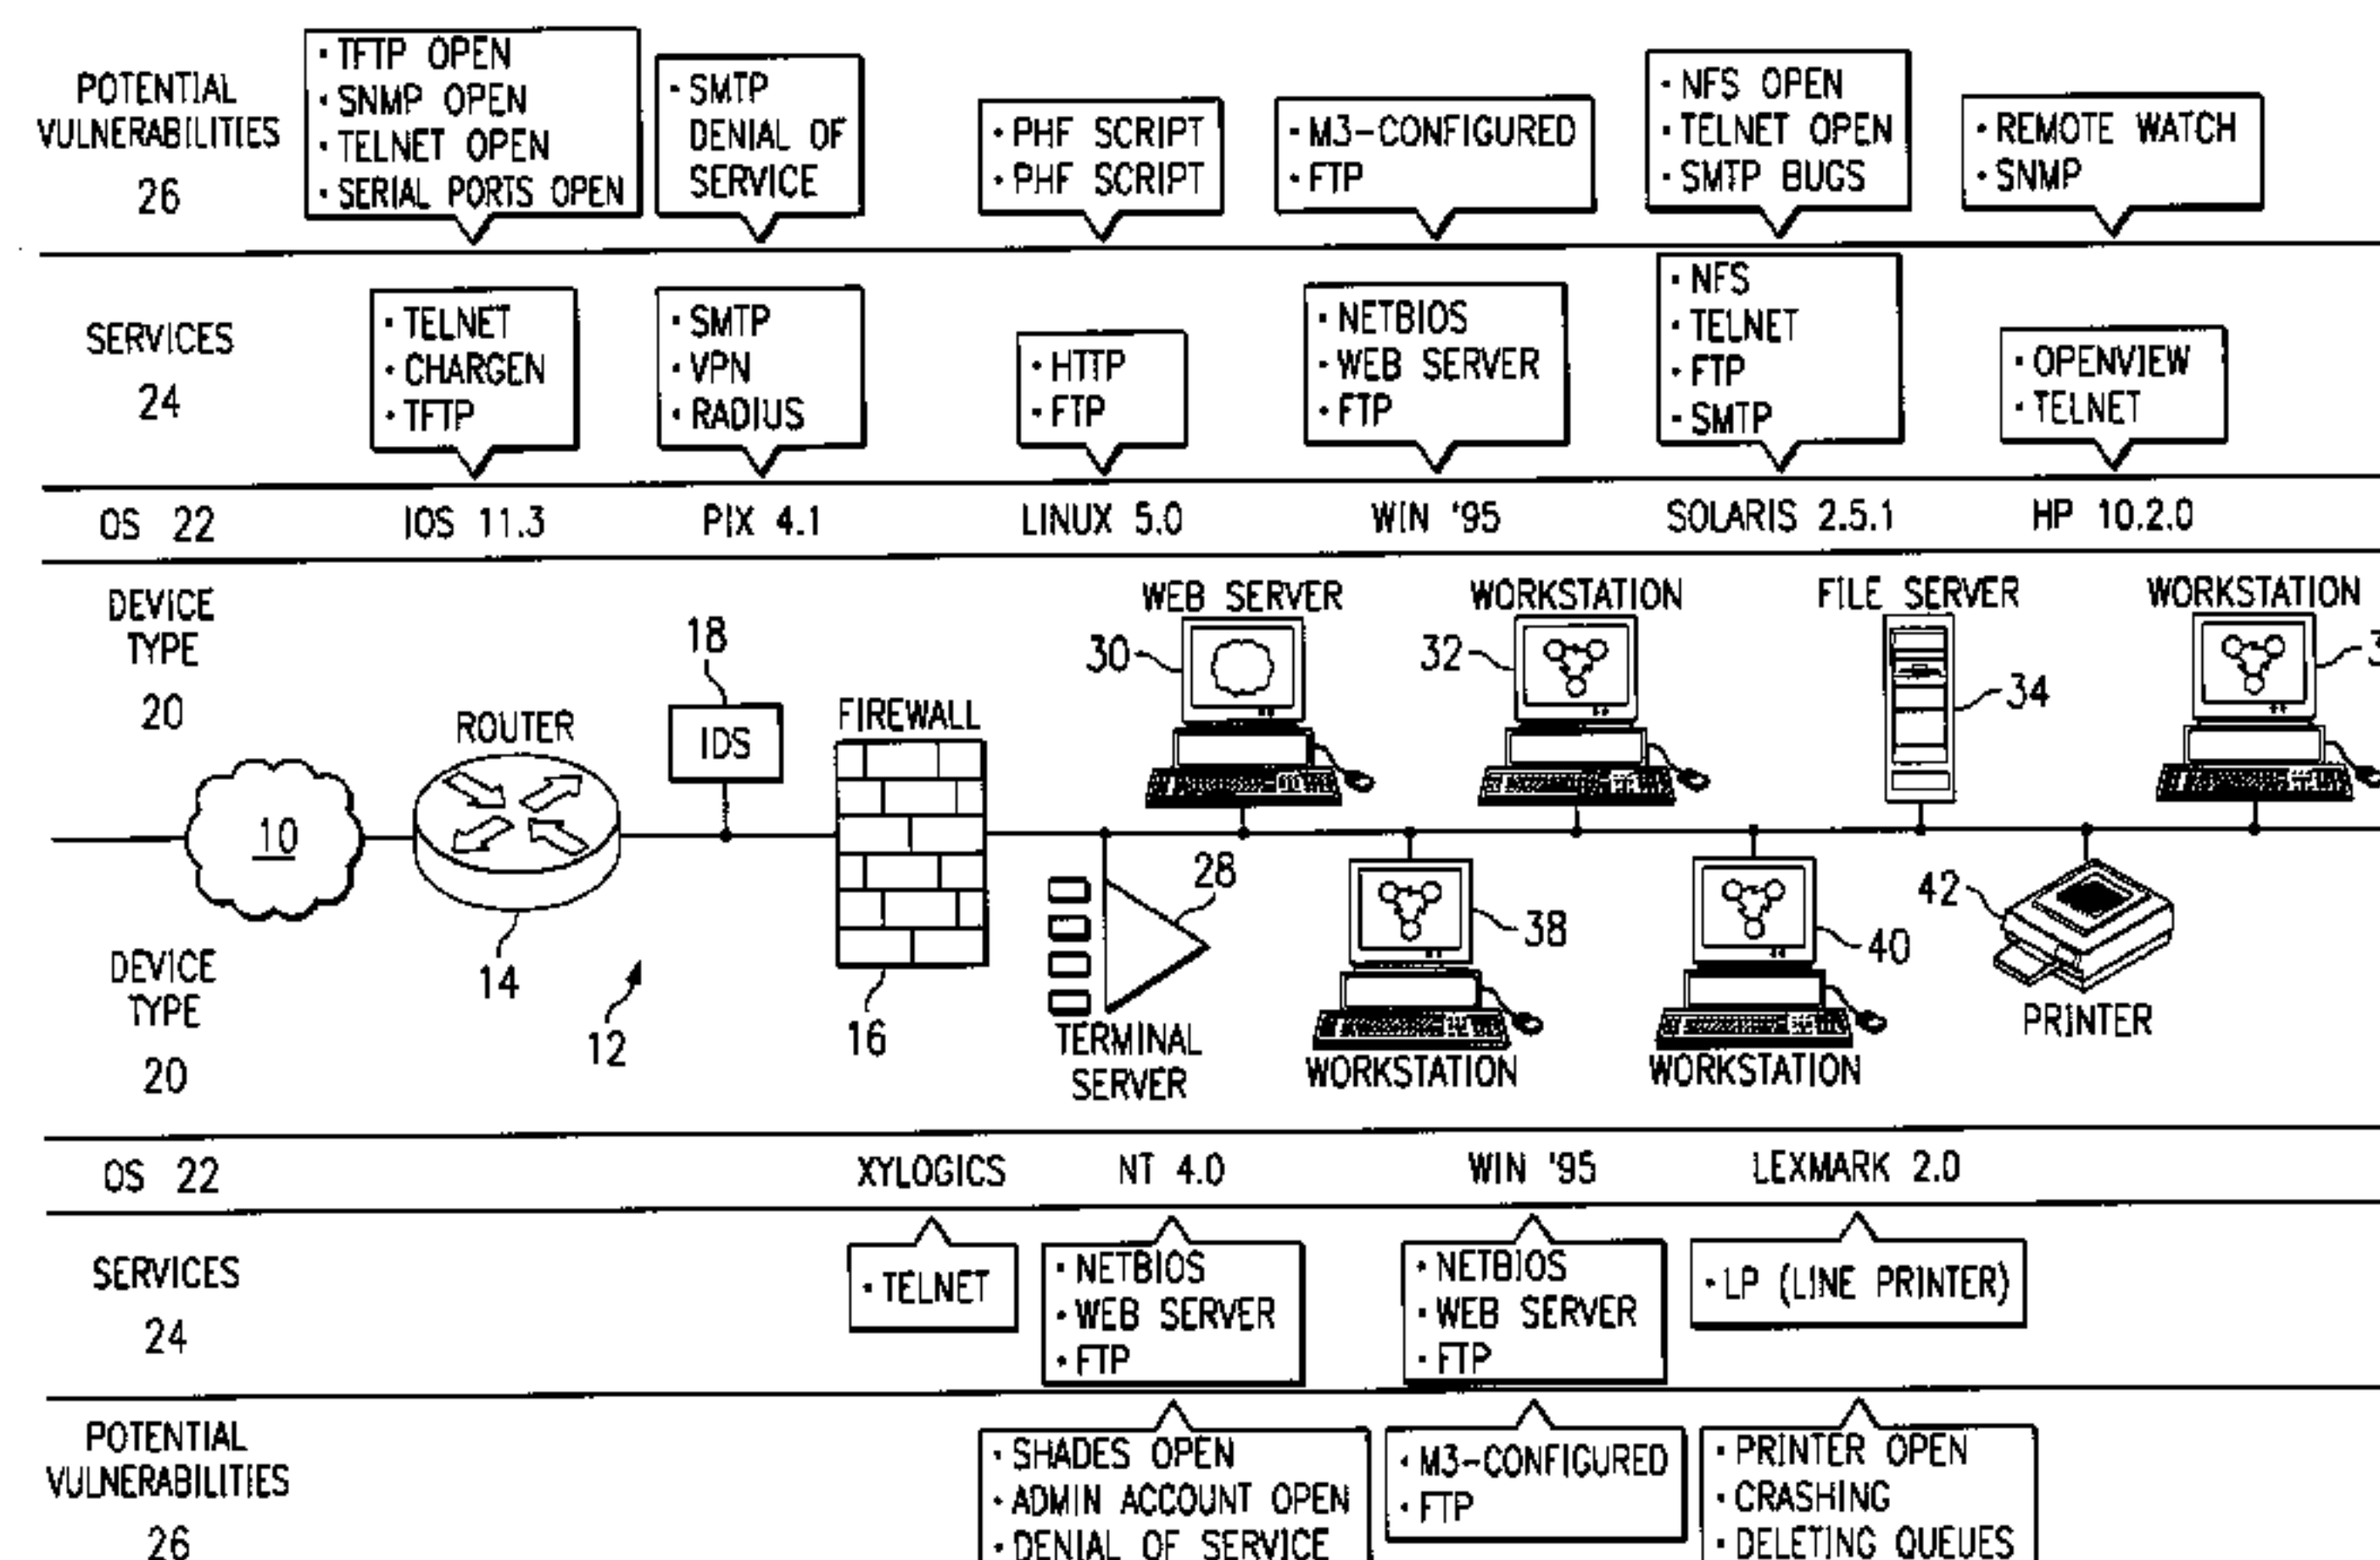 POTENTIAL
VULNERABILITIES
26
· TFTP OPEN
· SNMP OPEN
· TELNET OPEN
· SERIAL PORTS OPEN
· SMTP
DENIAL OF
SERVICE
· PHF SCRIPT
· PHF SCRIPT
· M3-CONFIGURED
· FTP
· NFS OPEN
· TELNET OPEN
· SMTP BUGS
· REMOTE WATCH
· SNMP
SERVICES
24
· TELNET
· CHARGEN
· TFTP
· SMTP
· VPN
· RADIUS
· HTTP
· FTP
· NETBIOS
· WEB SERVER
· FTP
· NFS
· TELNET
· FTP
· SMTP
· OPENVIEW
· TELNET
OS 22
IOS 11.3
PIX 4.1
LINUX 5.0
WIN '95
SOLARIS 2.5.1
HP 10.2.0
DEVICE
TYPE
20
10
ROUTER
14
18
IDS
FIREWALL
16
12
WEB SERVER
30
WORKSTATION
32
FILE SERVER
34
WORKSTATION
DEVICE
TYPE
20
28
TERMINAL
SERVER
38
WORKSTATION
40
WORKSTATION
42
PRINTER
OS 22
XYLOGICS
NT 4.0
WIN '95
LEXMARK 2.0
SERVICES
24
· TELNET
· NETBIOS
· WEB SERVER
· FTP
· NETBIOS
· WEB SERVER
· FTP
· LP (LINE PRINTER)
POTENTIAL
VULNERABILITIES
26
· SHADES OPEN
· ADMIN ACCOUNT OPEN
· DENIAL OF SERVICE
· M3-CONFIGURED
· FTP
· PRINTER OPEN
· CRASHING
· DELETING QUEUES